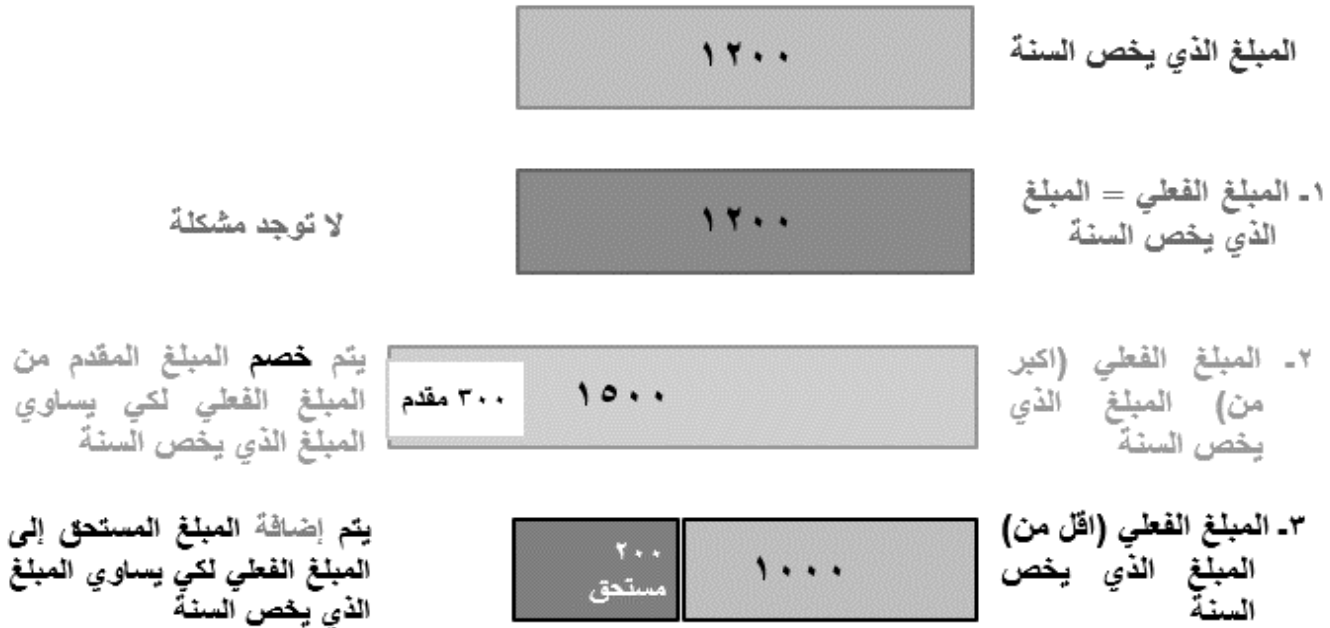 المبلغ الذي يخص السنة
١٢٠٠
١ـ المبلغ الفعلي = المبلغ
الذي يخص السنة
١٢٠٠
لا توجد مشكلة
٢ـ المبلغ الفعلي (اكبر
من) المبلغ الذي
يخص السنة
١٥٠٠
٣٠٠ مقدم
يتم خصم المبلغ المقدم من
المبلغ الفعلي لكي يساوي
المبلغ الذي يخص السنة
٣ـ المبلغ الفعلي (اقل من)
المبلغ الذي يخص
السنة
١٠٠٠
٢٠٠
مستحق
يتم إضافة المبلغ المستحق إلى
المبلغ الفعلي لكي يساوي المبلغ
الذي يخص السنة